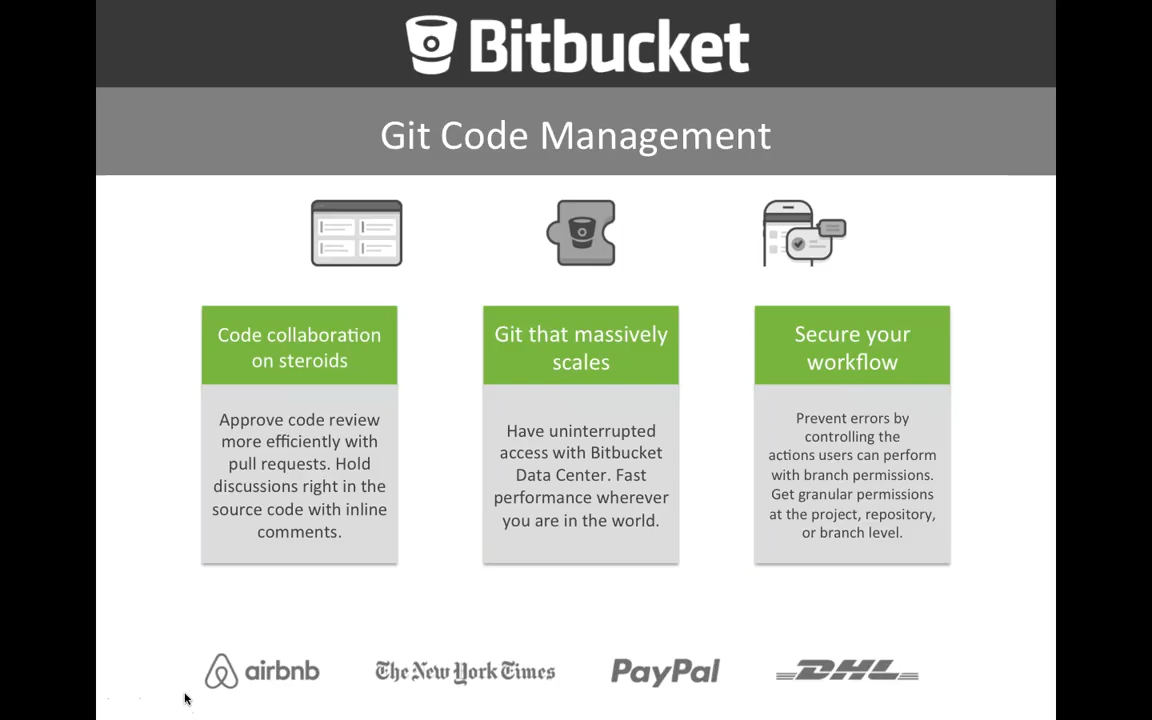 Bitbucket
Git Code Management
Code collaboration
on steroids
Approve code review
more efficiently with
pull requests. Hold
discussions right in the
source code with inline
comments.
Git that massively
scales
Have uninterrupted
access with Bitbucket
Data Center. Fast
performance wherever
you are in the world.
Secure your
workflow
Prevent errors by
controlling the
actions users can perform
with branch permissions.
Get granular permissions
at the project, repository,
or branch level.
airbnb
The New York Times
PayPal
DHL